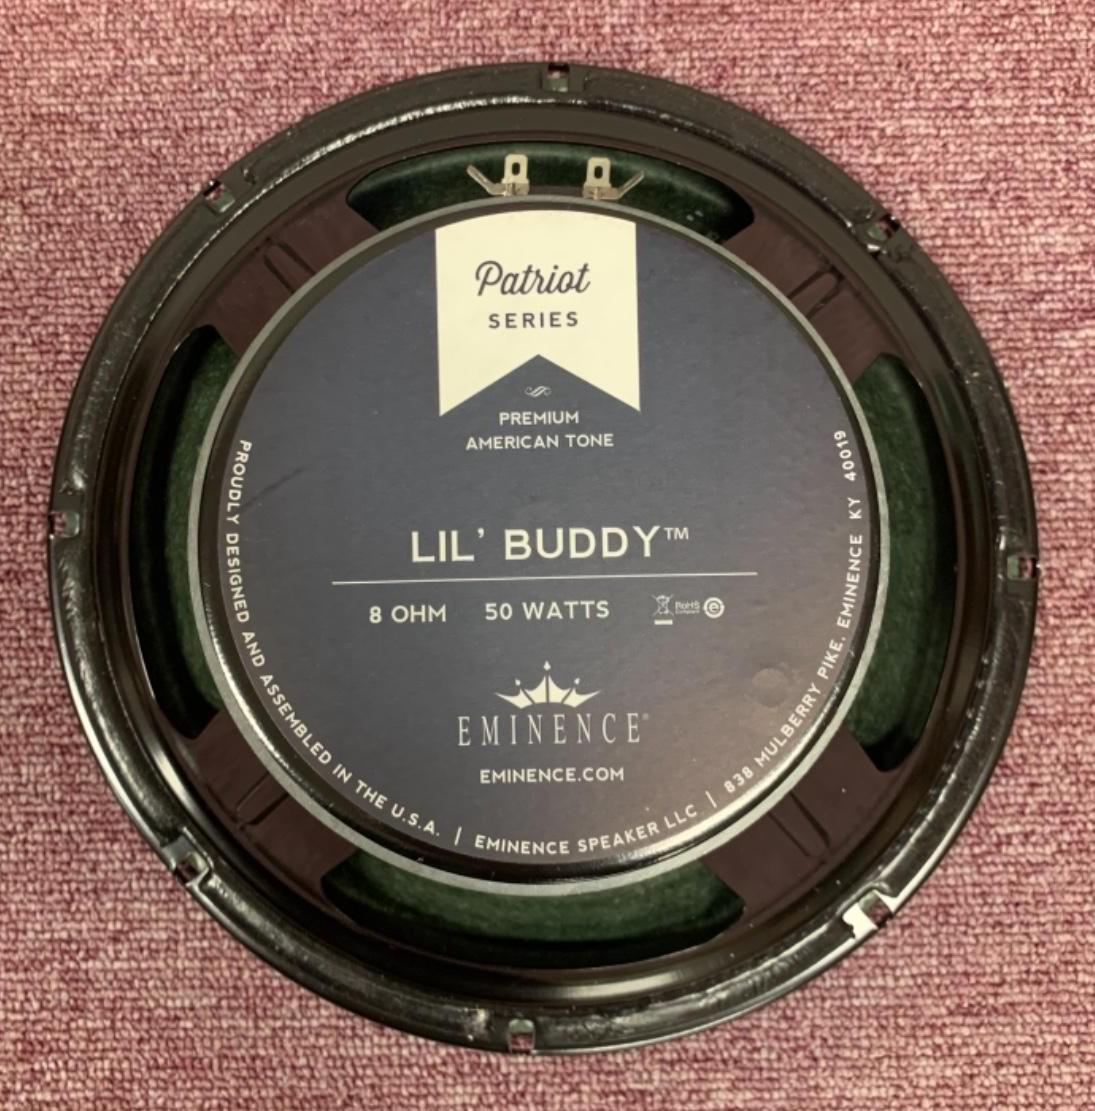 Patriot
SERIES
PREMIUM
AMERICAN TONE
LIL' BUDDY™
8 OHM 50 WATTS RoHS
EMINENCE®
EMINENCE.COM
PROUDLY DESIGNED AND ASSEMBLED IN THE U.S.A. | EMINENCE SPEAKER LLC | 838 MULBERRY PIKE, EMINENCE KY 40019